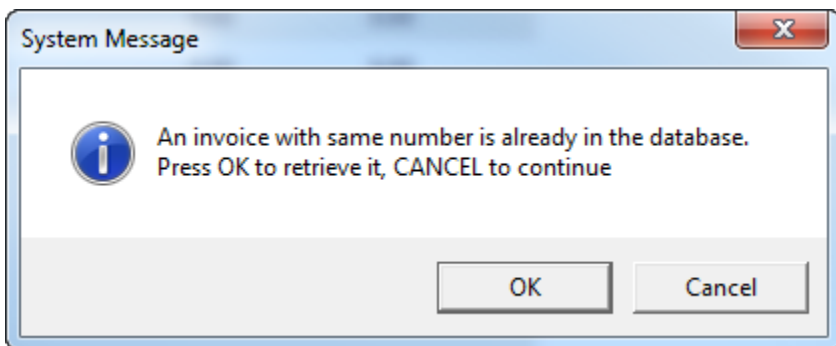 System Message
An invoice with same number is already in the database.
Press OK to retrieve it, CANCEL to continue
OK
Cancel